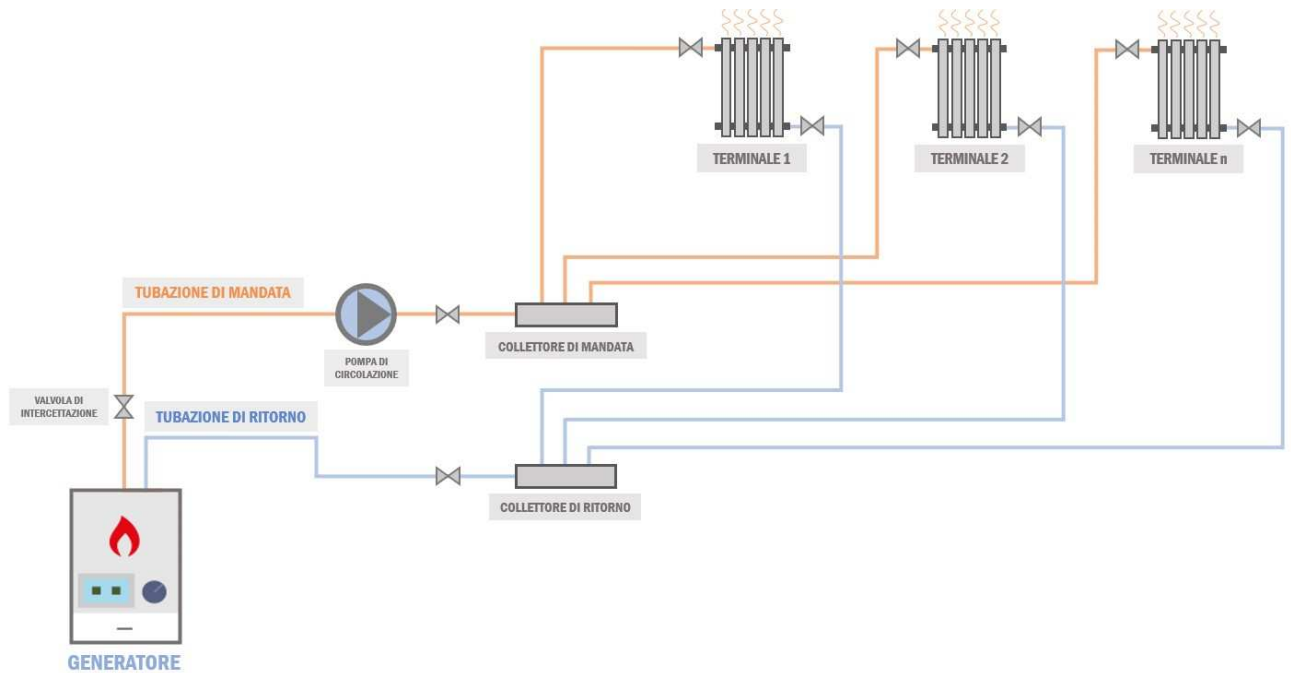 TERMINALE 1
TERMINALE 2
TERMINALE n
TUBAZIONE DI MANDATA
COLLETTORE DI MANDATA
POMPA DI
CIRCOLAZIONE
VALVOLA DI
INTERCETTAZIONE
TUBAZIONE DI RITORNO
COLLETTORE DI RITORNO
GENERATORE